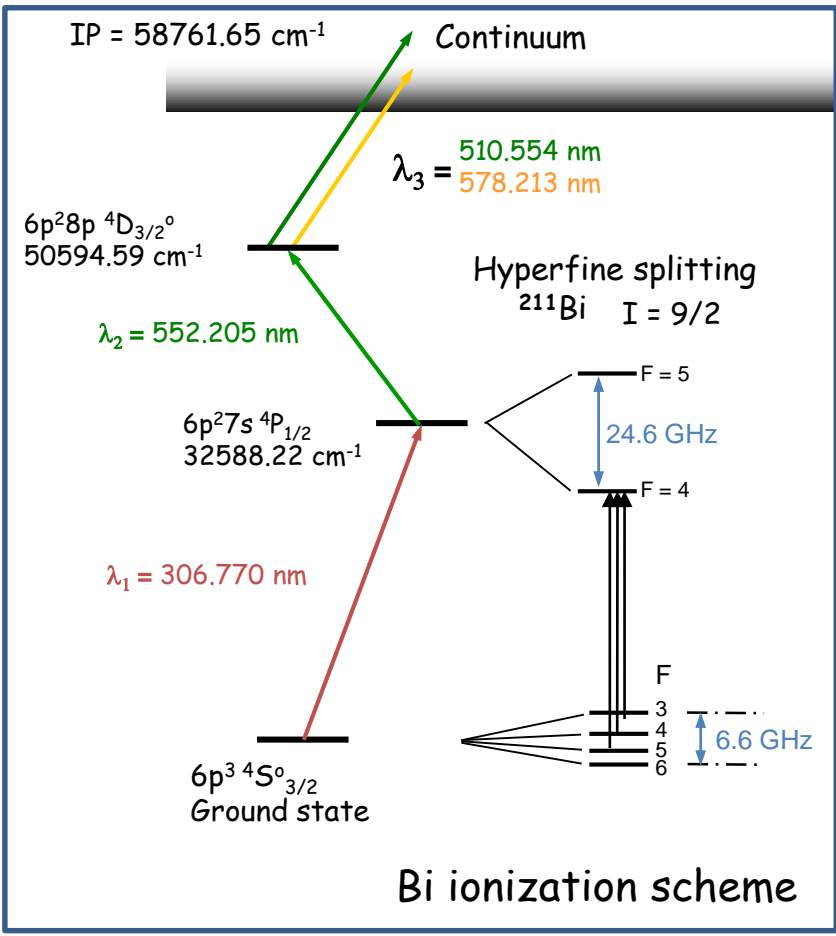 IP = 58761.65 cm⁻¹
Continuum
λ₃ = 510.554 nm
578.213 nm
6p²8p ⁴D₃/₂ᵒ
50594.59 cm⁻¹
Hyperfine splitting
²¹¹Bi I = 9/2
λ₂ = 552.205 nm
F = 5
6p²7s ⁴P₁/₂
32588.22 cm⁻¹
24.6 GHz
F = 4
λ₁ = 306.770 nm
F
3
4
5
6
6.6 GHz
6p³ ⁴Sᵒ₃/₂
Ground state
Bi ionization scheme